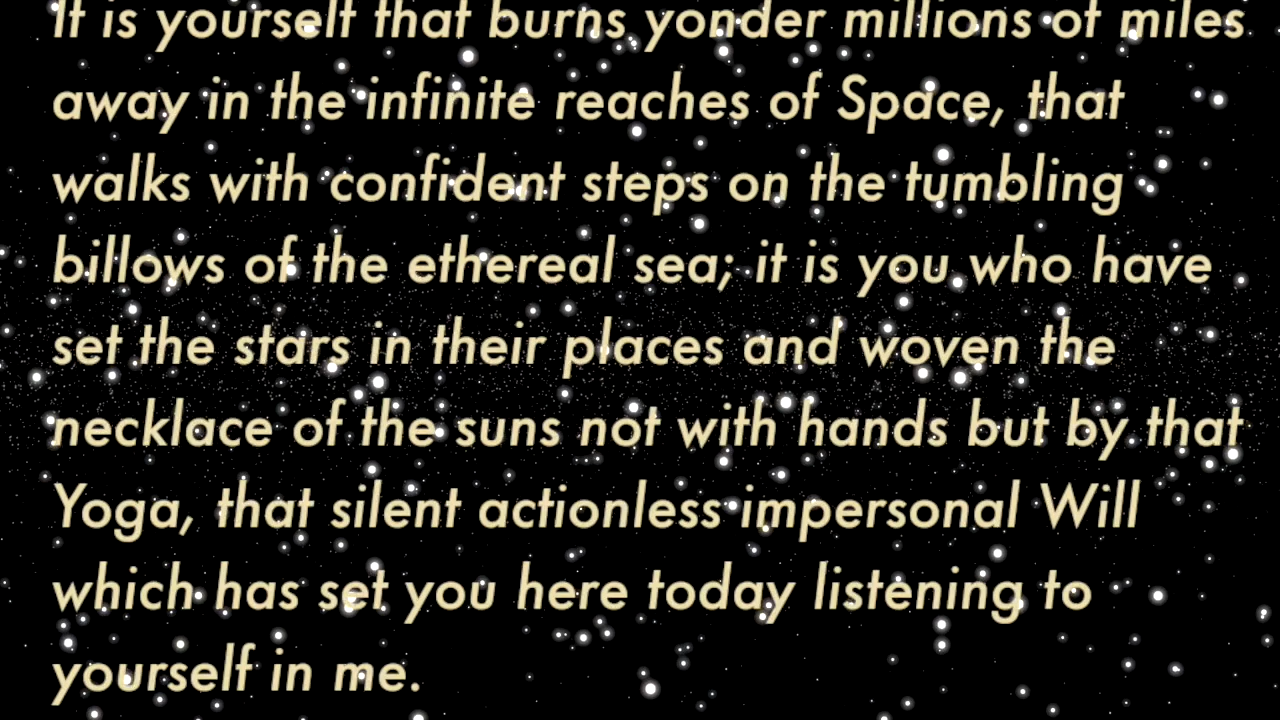 It is yourself that burns yonder millions of miles
away in the infinite reaches of Space, that
walks with confident steps on the tumbling
billows of the ethereal sea; it is you who have
set the stars in their places and woven the
necklace of the suns not with hands but by that
Yoga, that silent actionless impersonal Will
which has set you here today listening to
yourself in me.